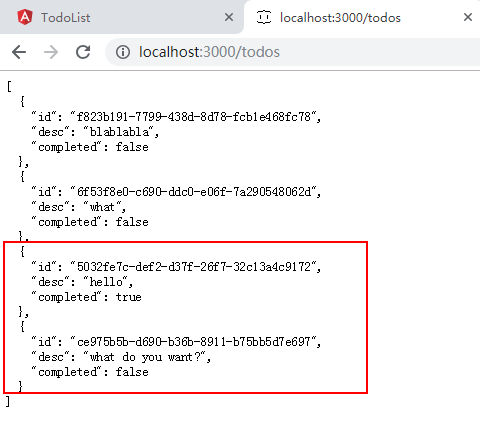 TodoList
localhost:3000/todos
localhost:3000/todos
[
{
"id": "f823b191-7799-438d-8d78-fcb1e468fc78",
"desc": "blablabla",
"completed": false
},
{
"id": "6f53f8e0-c690-ddc0-e06f-7a290548062d",
"desc": "what",
"completed": false
},
{
"id": "5032fe7c-def2-d37f-26f7-32c13a4c9172",
"desc": "hello",
"completed": true
},
{
"id": "ce975b5b-d690-b36b-8911-b75bb5d7e697",
"desc": "what do you want?",
"completed": false
}
]